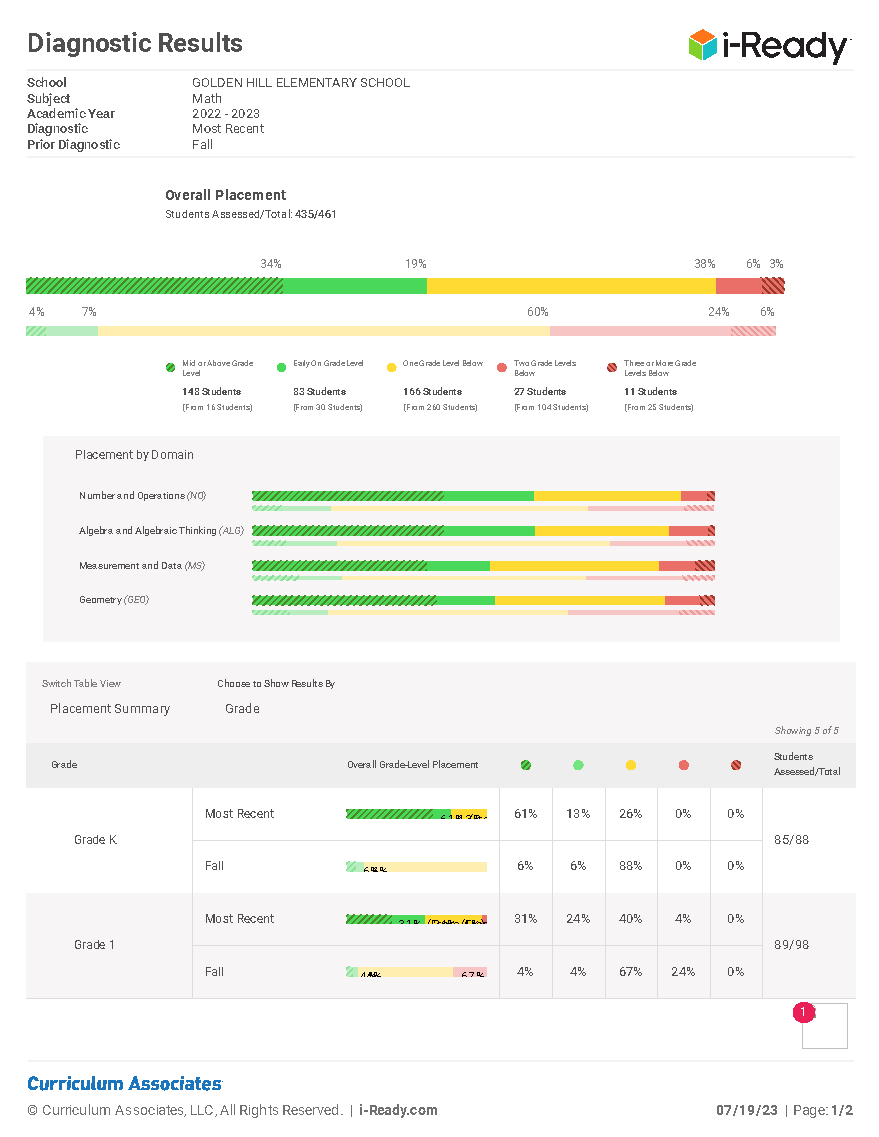 Diagnostic Results
i-Ready
School GOLDEN HILL ELEMENTARY SCHOOL
Subject Math
Academic Year 2022 - 2023
Diagnostic Most Recent
Prior Diagnostic Fall
Overall Placement
Students Assessed/Total: 435/461
34% 19% 38% 6% 3%
4% 7% 60% 24% 6%
Mid or Above Grade Level
Early On Grade Level
One Grade Level Below
Two Grade Levels Below
Three or More Grade Levels Below
148 Students 83 Students 166 Students 27 Students 11 Students
(From 16 Students) (From 30 Students) (From 260 Students) (From 104 Students) (From 25 Students)
Placement by Domain
Number and Operations (NO)
Algebra and Algebraic Thinking (ALG)
Measurement and Data (MS)
Geometry (GEO)
Switch Table View Choose to Show Results By
Placement Summary Grade
Showing 5 of 5
Grade Overall Grade-Level Placement Students Assessed/Total
Grade K
Most Recent 61% 13% 26% 0% 0%
85/88
Fall 6% 6% 88% 0% 0%
Grade 1
Most Recent 31% 24% 40% 4% 0%
89/98
Fall 4% 4% 67% 24% 0%
1
Curriculum Associates
© Curriculum Associates, LLC, All Rights Reserved. | i-Ready.com 07/19/23 | Page: 1/2